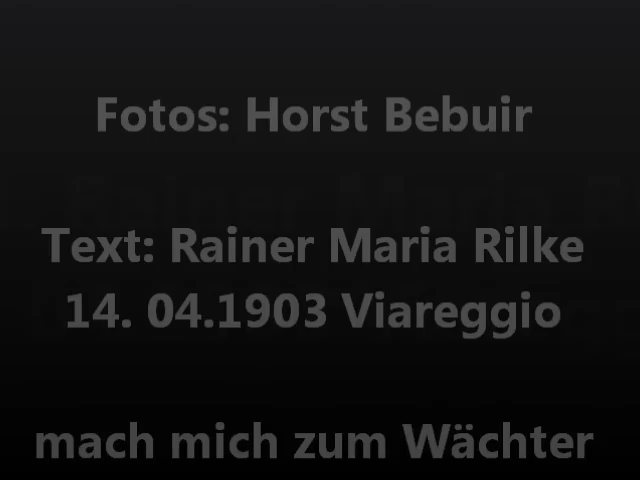 Fotos: Horst Bebuir
Text: Rainer Maria Rilke
14. 04.1903 Viareggio
mach mich zum Wächter